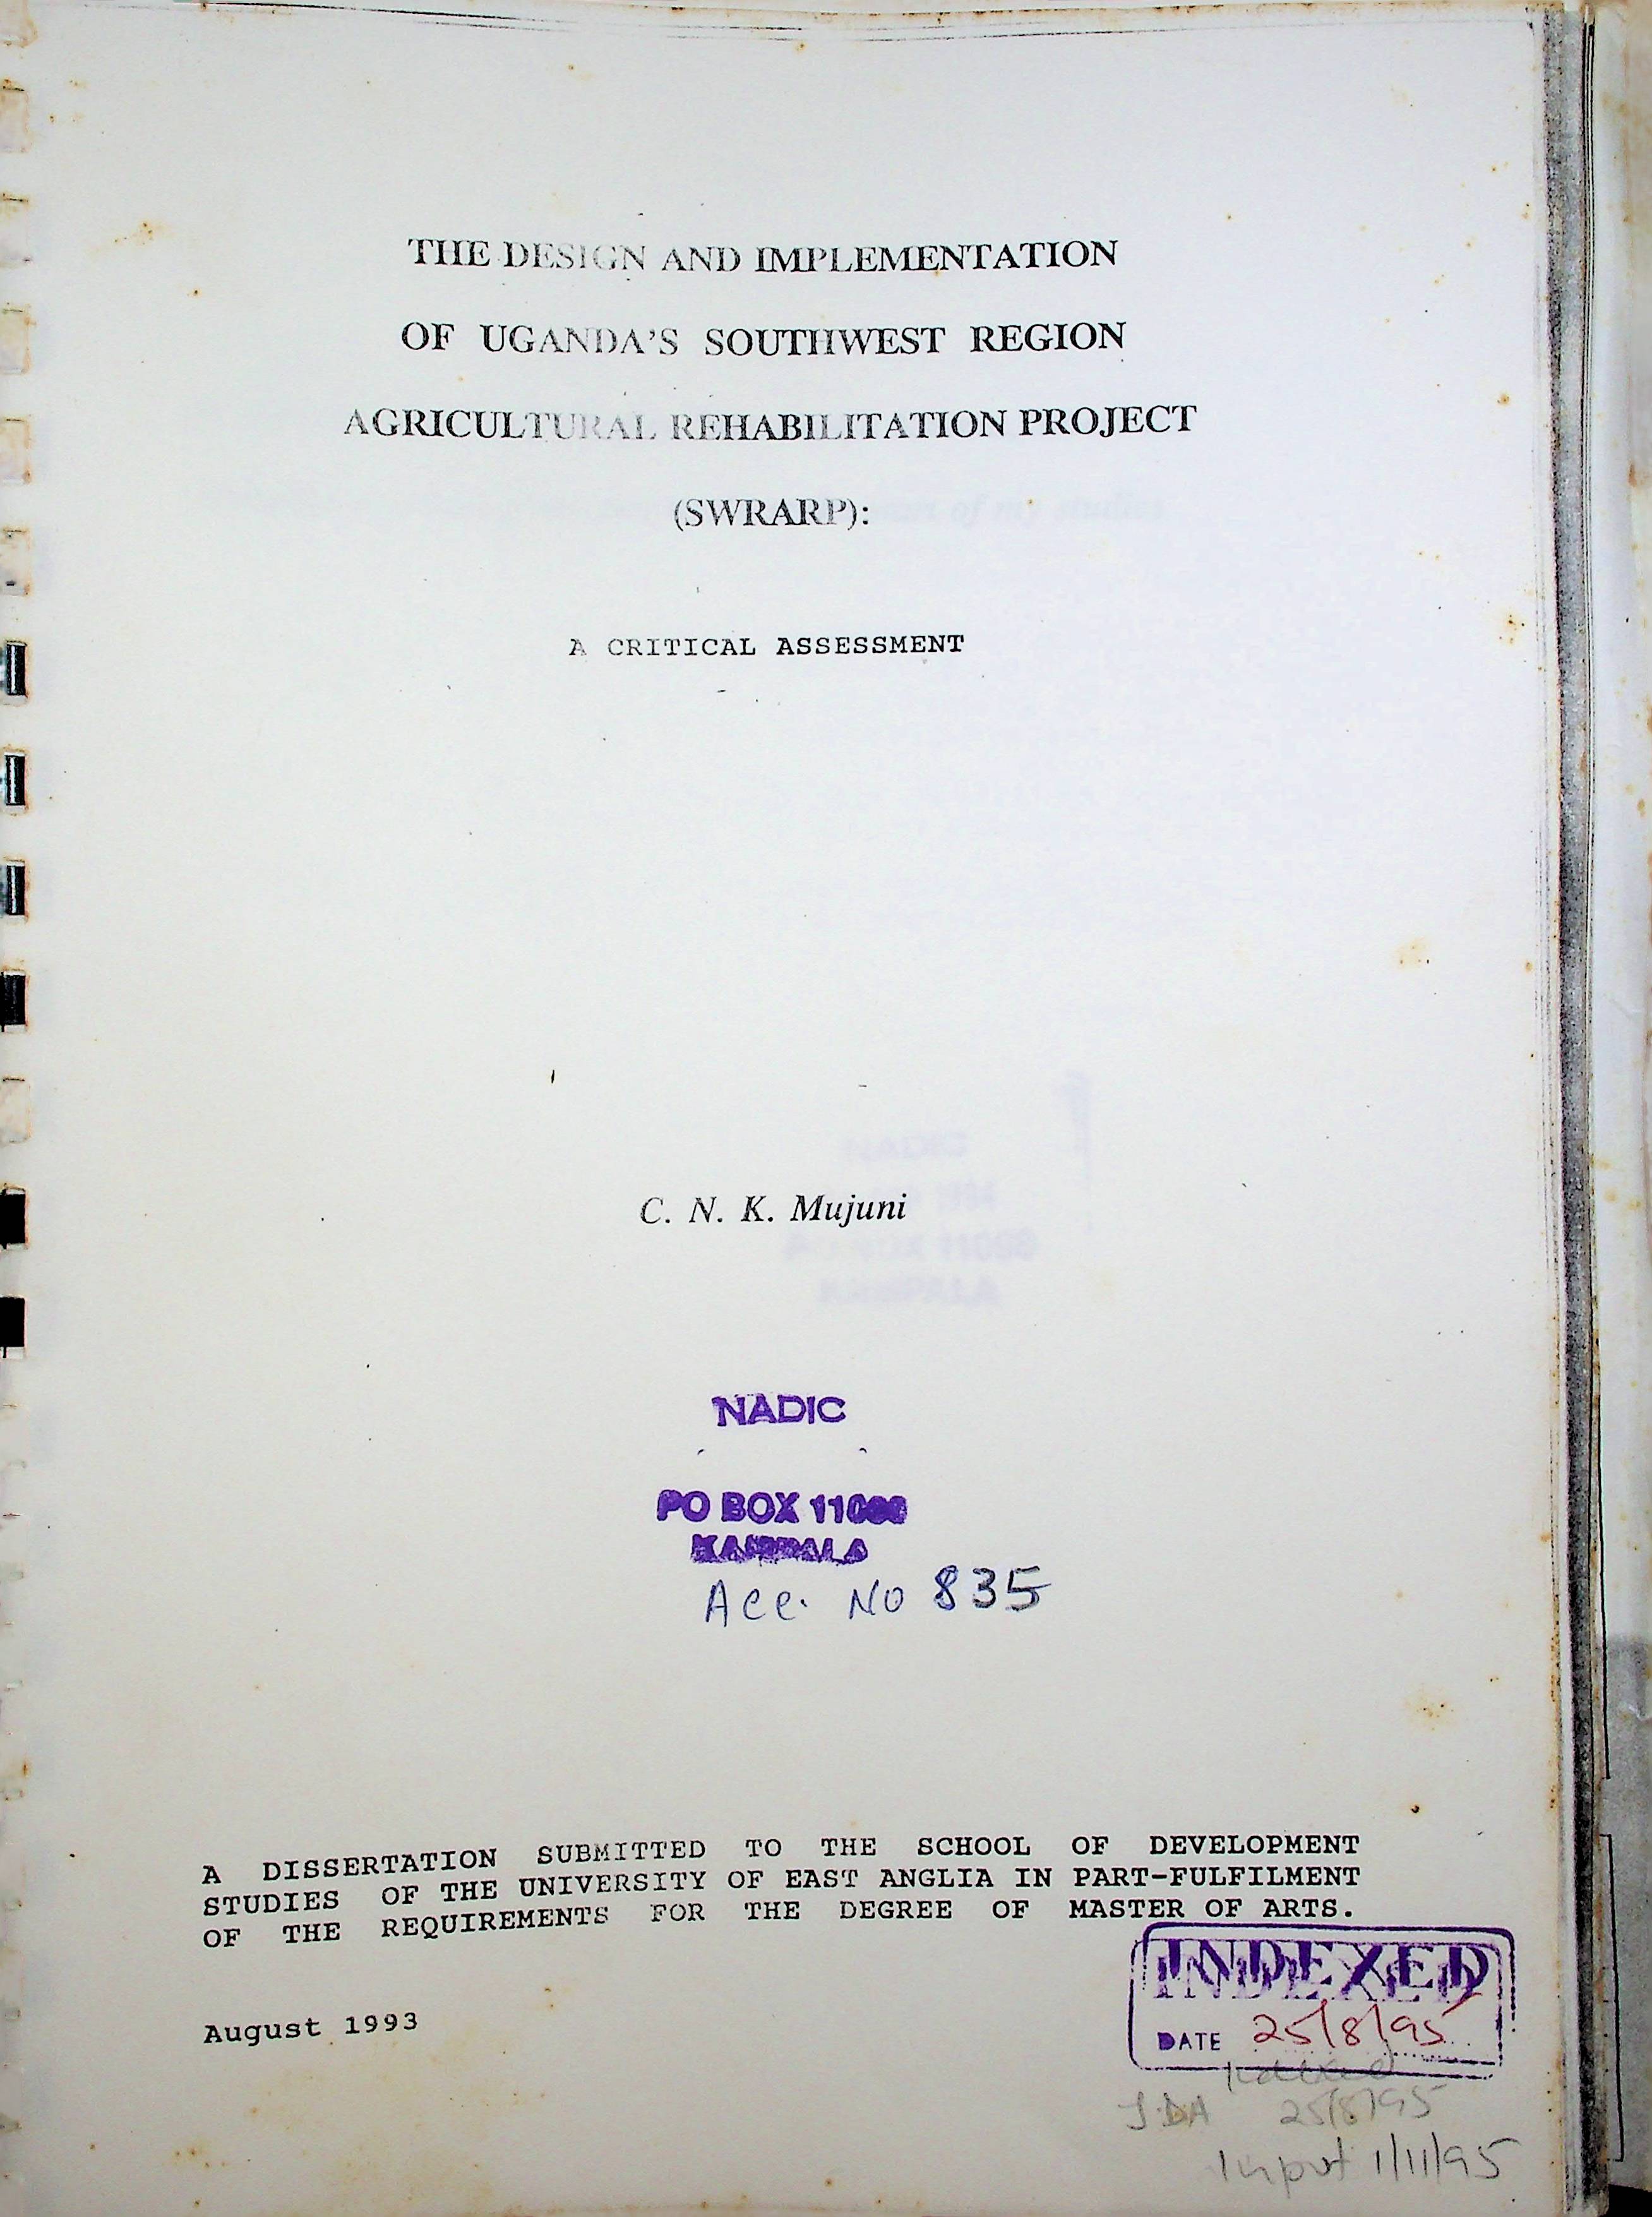 THE DESIGN AND IMPLEMENTATION
OF UGANDA'S SOUTHWEST REGION
AGRICULTURAL REHABILITATION PROJECT
(SWRARP):
A CRITICAL ASSESSMENT
C. N. K. Mujuni
NADIC
PO BOX
KAMPALA
Acc. No 835
A DISSERTATION SUBMITTED TO THE SCHOOL OF DEVELOPMENT
STUDIES OF THE UNIVERSITY OF EAST ANGLIA IN PART-FULFILMENT
OF THE REQUIREMENTS FOR THE DEGREE OF MASTER OF ARTS.
August 1993
INDEXED
DATE 25/8/95
Indexed
25/8/95
Input 1/11/95